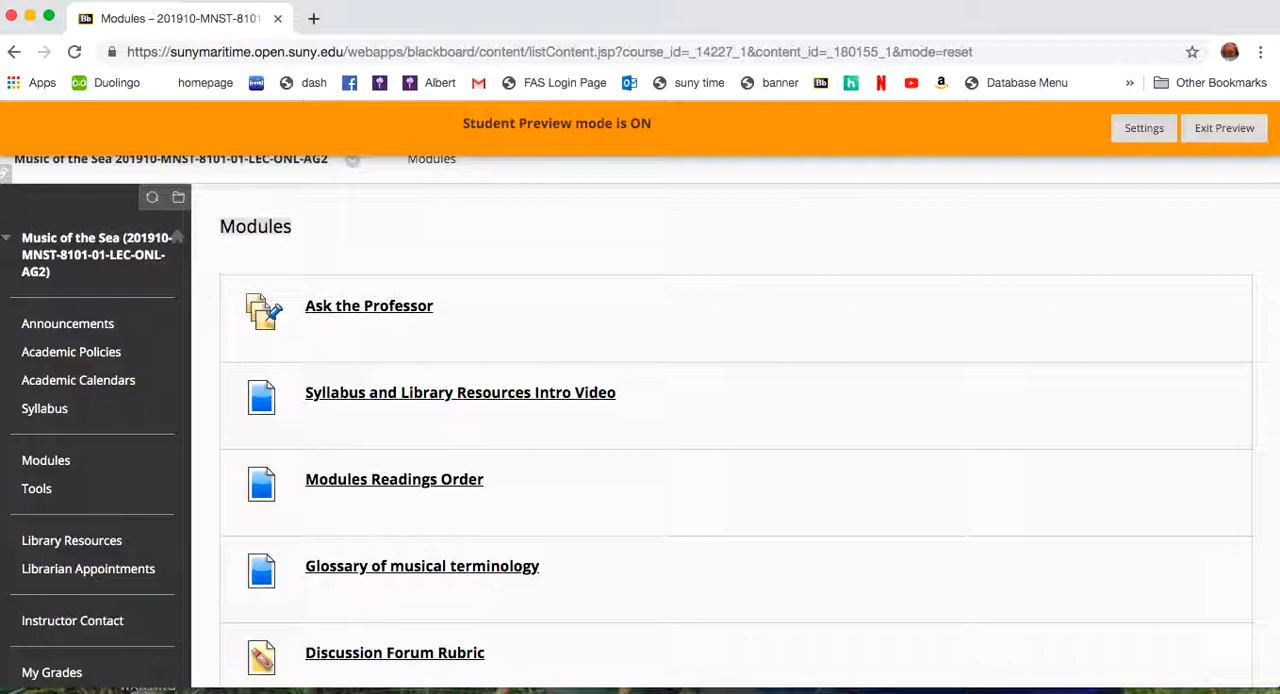 Modules – 201910-MNST-8101
https://sunymaritime.open.suny.edu/webapps/blackboard/content/listContent.jsp?course_id=_14227_1&content_id=_180155_1&mode=reset
Apps Duolingo homepage dash Albert FAS Login Page suny time banner Bb Database Menu » Other Bookmarks
Student Preview mode is ON
Settings Exit Preview
Music of the Sea 201910-MNST-8101-01-LEC-ONL-AG2 Modules
Music of the Sea (201910-
MNST-8101-01-LEC-ONL-
AG2)
Announcements
Academic Policies
Academic Calendars
Syllabus
Modules
Tools
Library Resources
Librarian Appointments
Instructor Contact
My Grades
Modules
Ask the Professor
Syllabus and Library Resources Intro Video
Modules Readings Order
Glossary of musical terminology
Discussion Forum Rubric